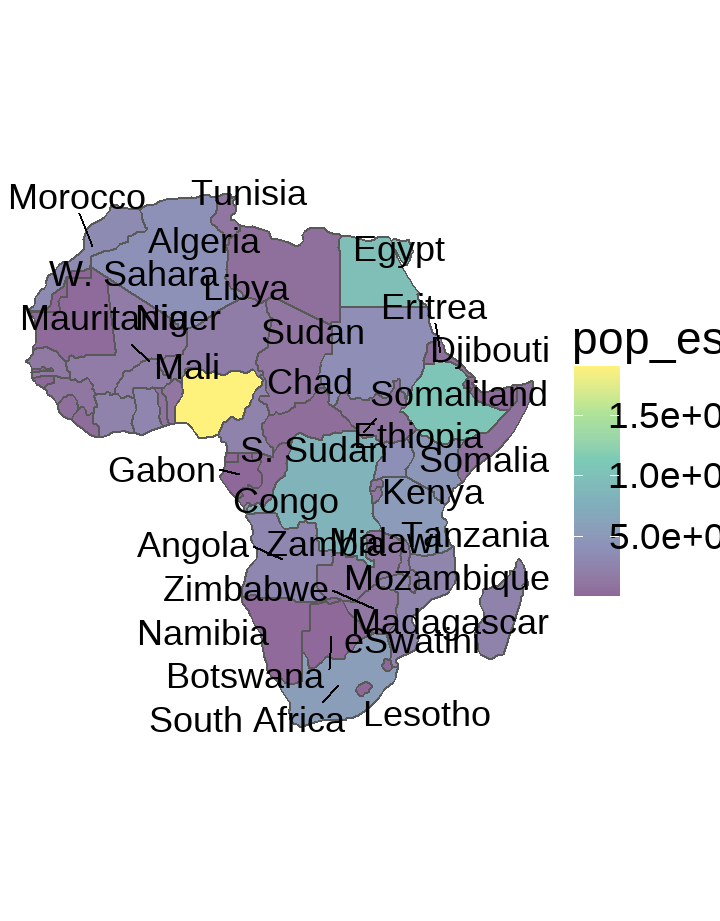 Morocco
Tunisia
Algeria
Egypt
W. Sahara
Libya
Eritrea
Mauritania
Niger
Sudan
Djibouti
Mali
Chad
Somaliland
Ethiopia
S. Sudan
Somalia
Gabon
Kenya
Congo
Angola
Zambia
Malawi
Tanzania
Zimbabwe
Mozambique
Namibia
Madagascar
eSwatini
Botswana
South Africa
Lesotho
pop_es
1.5e+0
1.0e+0
5.0e+0